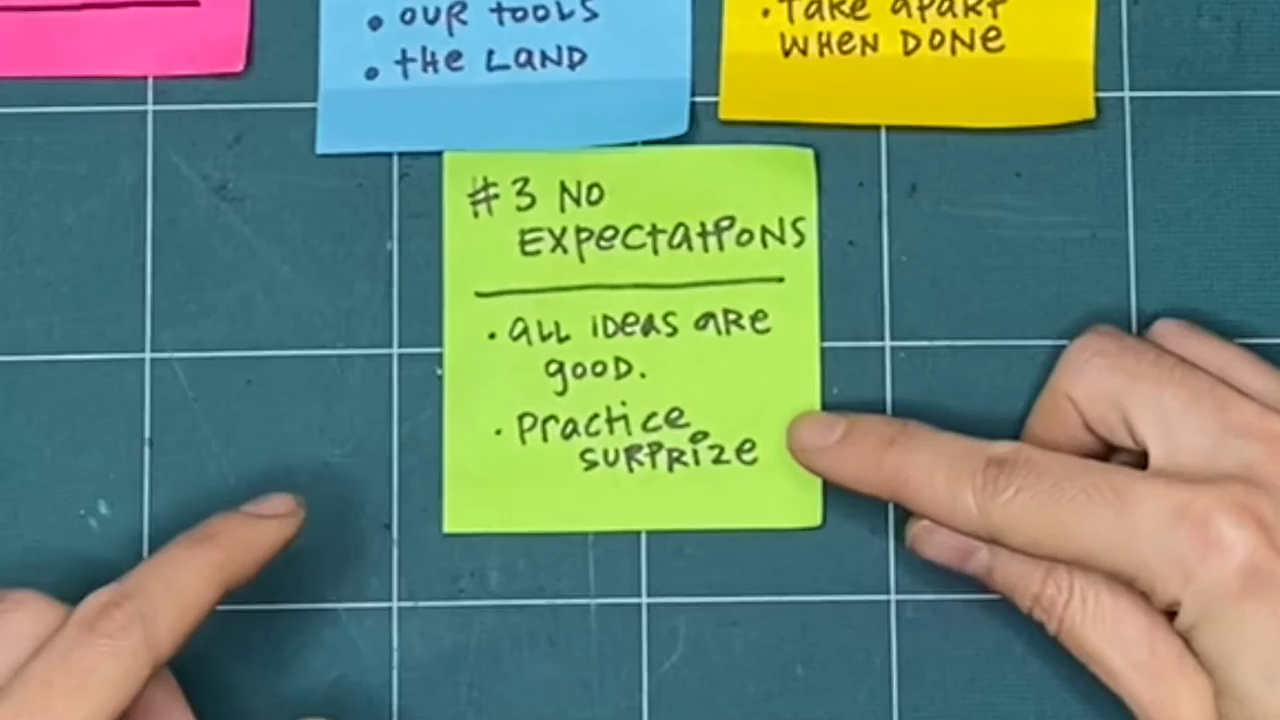 • OUR TOOLS
• THE LAND
• TAKE APART
WHEN DONE
#3 NO
EXPECTATIONS
• ALL IDEAS ARE
GOOD.
• PRACTICE
SURPRIZE